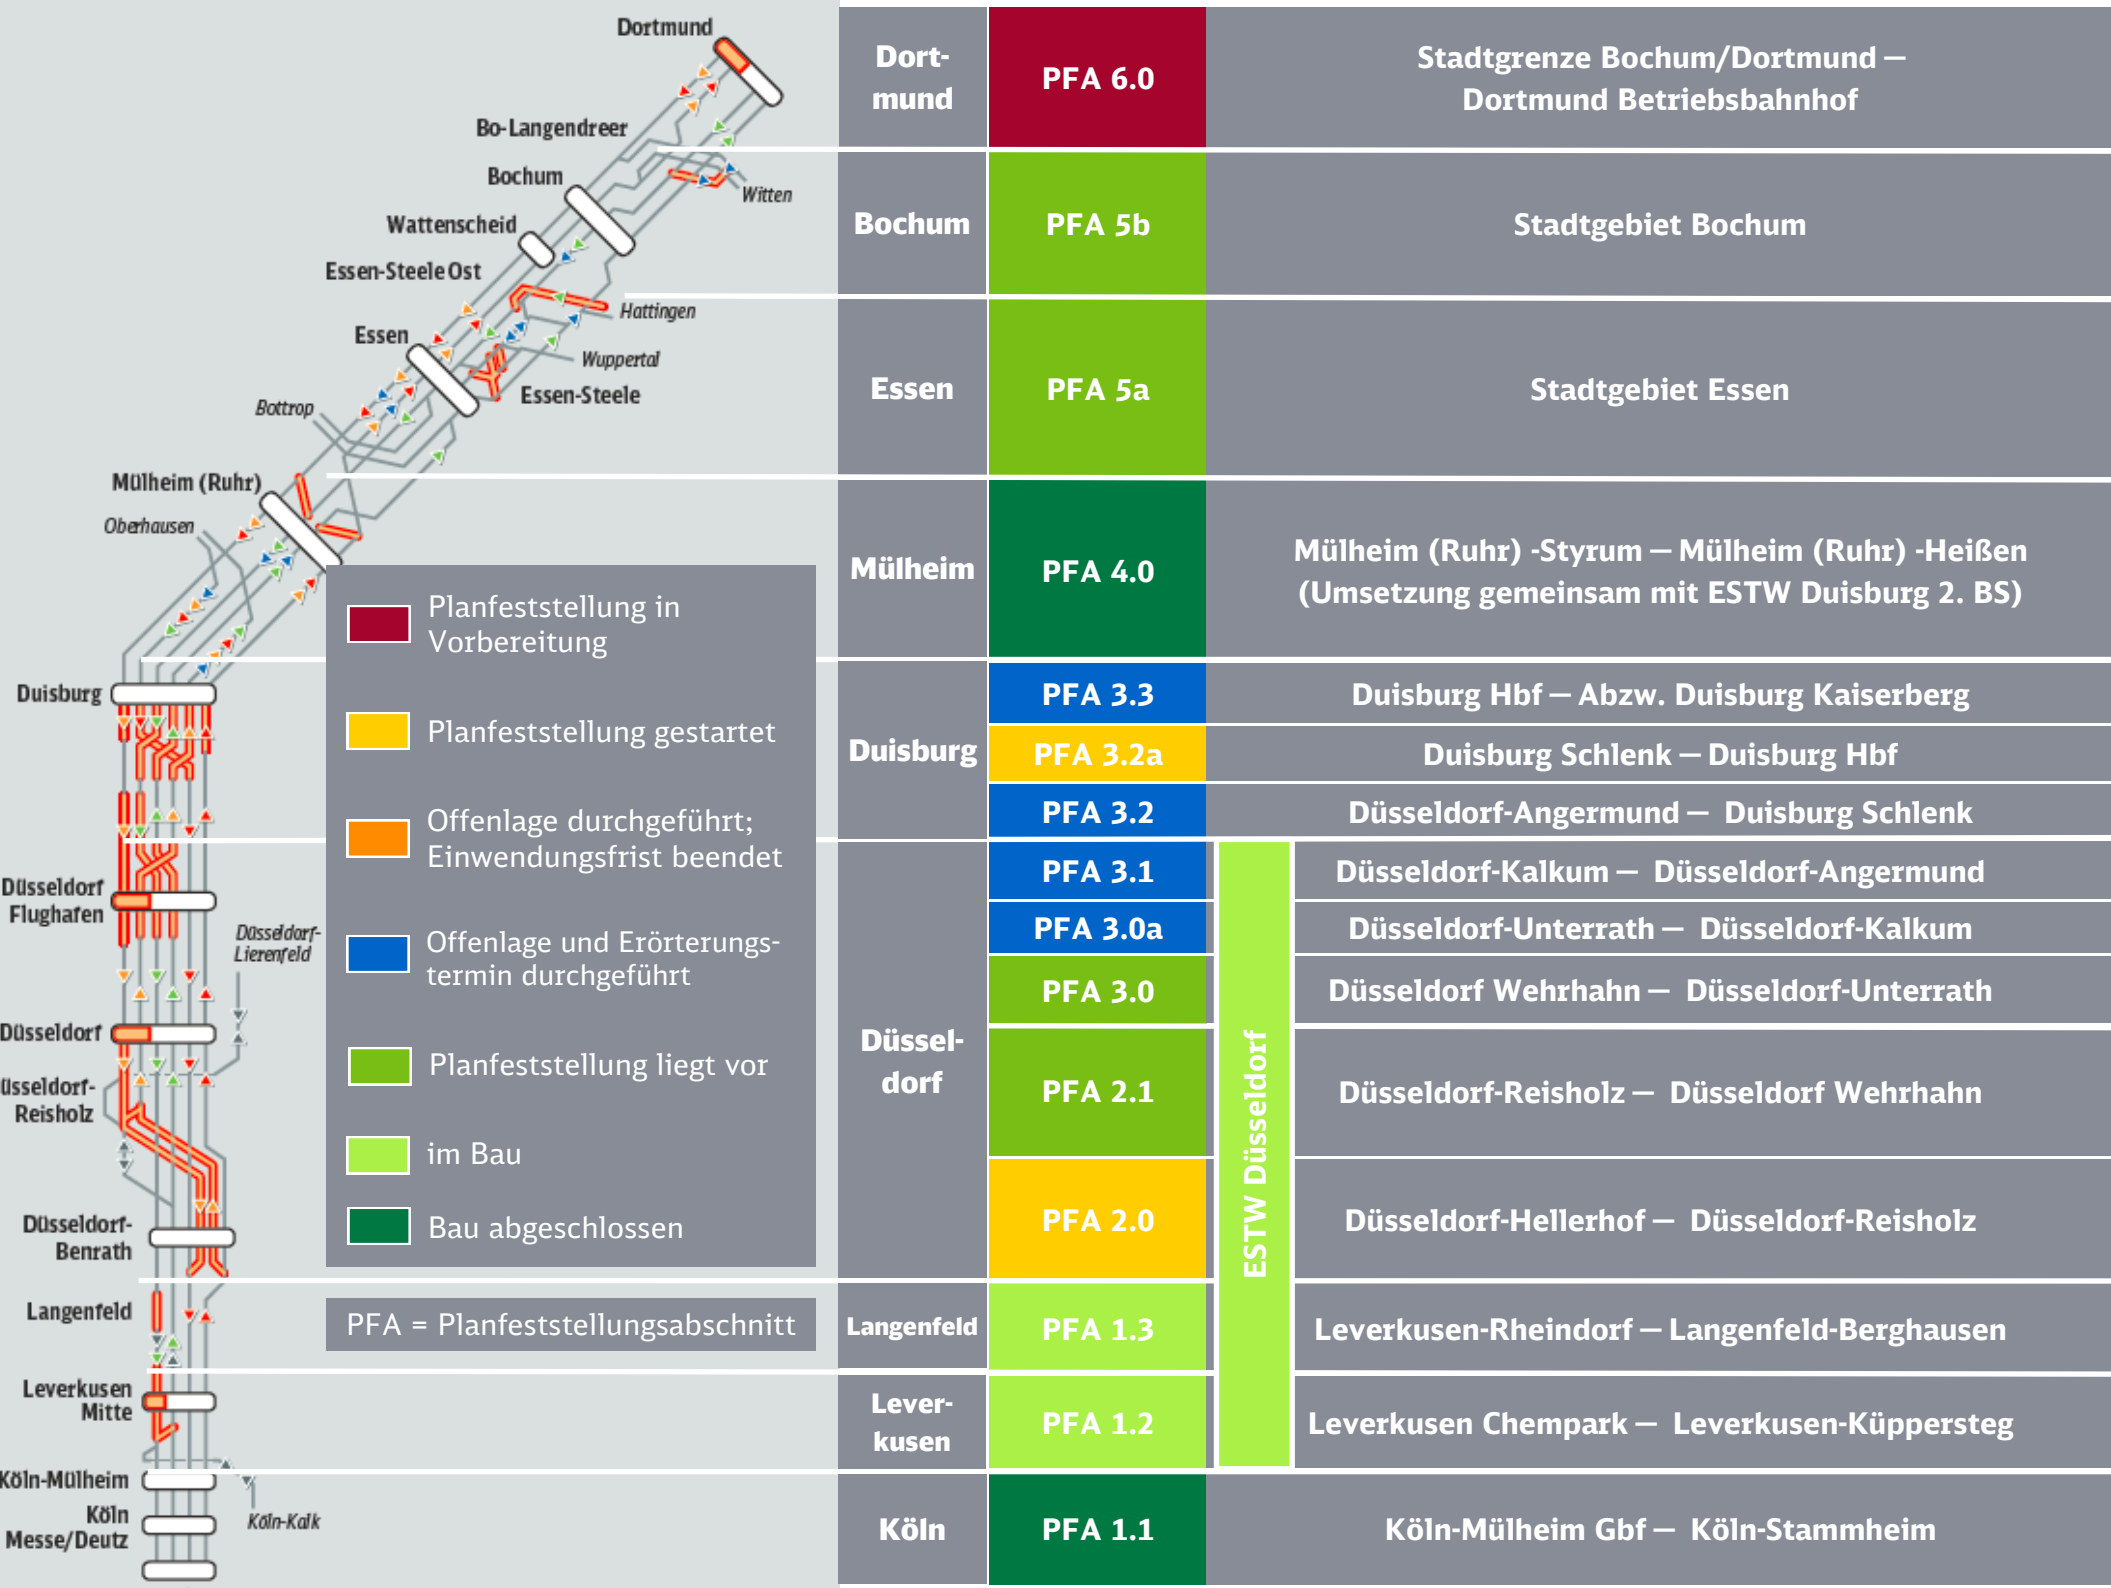 Dortmund
Bo-Langendreer
Bochum
Witten
Wattenscheid
Essen-Steele Ost
Hattingen
Essen
Wuppertal
Essen-Steele
Bottrop
Mülheim (Ruhr)
Oberhausen
Duisburg
Düsseldorf
Flughafen
Düsseldorf-
Lierenfeld
Düsseldorf
üsseldorf-
Reisholz
Düsseldorf-
Benrath
Langenfeld
Leverkusen
Mitte
Köln-Mülheim
Köln
Messe/Deutz
Köln-Kalk
Planfeststellung in
Vorbereitung
Planfeststellung gestartet
Offenlage durchgeführt;
Einwendungsfrist beendet
Offenlage und Erörterungs-
termin durchgeführt
Planfeststellung liegt vor
im Bau
Bau abgeschlossen
PFA = Planfeststellungsabschnitt
Dort-
mund
PFA 6.0
Stadtgrenze Bochum/Dortmund –
Dortmund Betriebsbahnhof
Bochum
PFA 5b
Stadtgebiet Bochum
Essen
PFA 5a
Stadtgebiet Essen
Mülheim
PFA 4.0
Mülheim (Ruhr) -Styrum – Mülheim (Ruhr) -Heißen
(Umsetzung gemeinsam mit ESTW Duisburg 2. BS)
Duisburg
PFA 3.3
Duisburg Hbf – Abzw. Duisburg Kaiserberg
PFA 3.2a
Duisburg Schlenk – Duisburg Hbf
PFA 3.2
Düsseldorf-Angermund – Duisburg Schlenk
Düssel-
dorf
ESTW Düsseldorf
PFA 3.1
Düsseldorf-Kalkum – Düsseldorf-Angermund
PFA 3.0a
Düsseldorf-Unterrath – Düsseldorf-Kalkum
PFA 3.0
Düsseldorf Wehrhahn – Düsseldorf-Unterrath
PFA 2.1
Düsseldorf-Reisholz – Düsseldorf Wehrhahn
PFA 2.0
Düsseldorf-Hellerhof – Düsseldorf-Reisholz
Langenfeld
PFA 1.3
Leverkusen-Rheindorf – Langenfeld-Berghausen
Lever-
kusen
PFA 1.2
Leverkusen Chempark – Leverkusen-Küppersteg
Köln
PFA 1.1
Köln-Mülheim Gbf – Köln-Stammheim